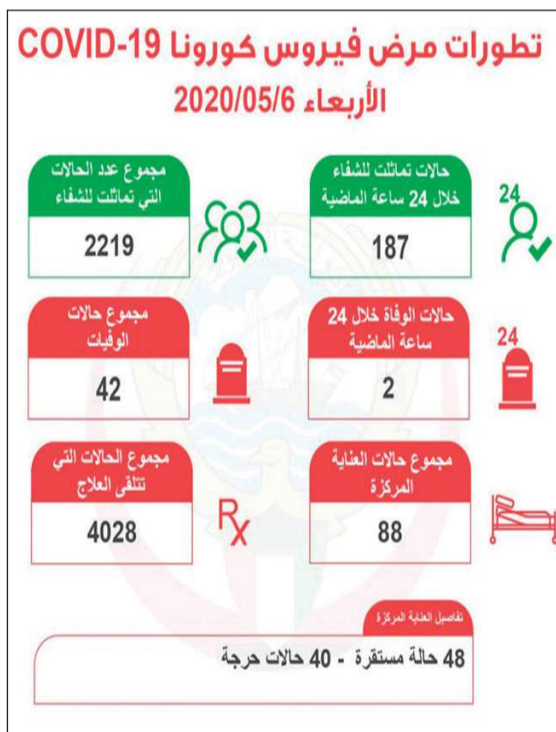 تطورات مرض فيروس كورونا COVID-19
الأربعاء 2020/05/6
حالات تماثلت للشفاء
خلال 24 ساعة الماضية
187
24
مجموع عدد الحالات
التي تماثلت للشفاء
2219
حالات الوفاة خلال 24
ساعة الماضية
2
24
مجموع حالات
الوفيات
42
مجموع حالات العناية
المركزة
88
مجموع الحالات التي
تتلقى العلاج
4028
Rx
تفاصيل العناية المركزة
48 حالة مستقرة - 40 حالات حرجة